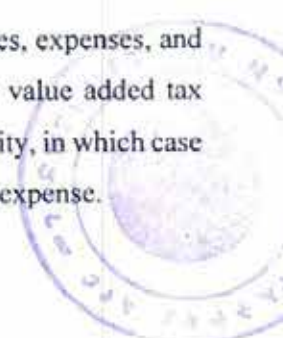 es, expenses, and
value added tax
ity, in which case
expense.